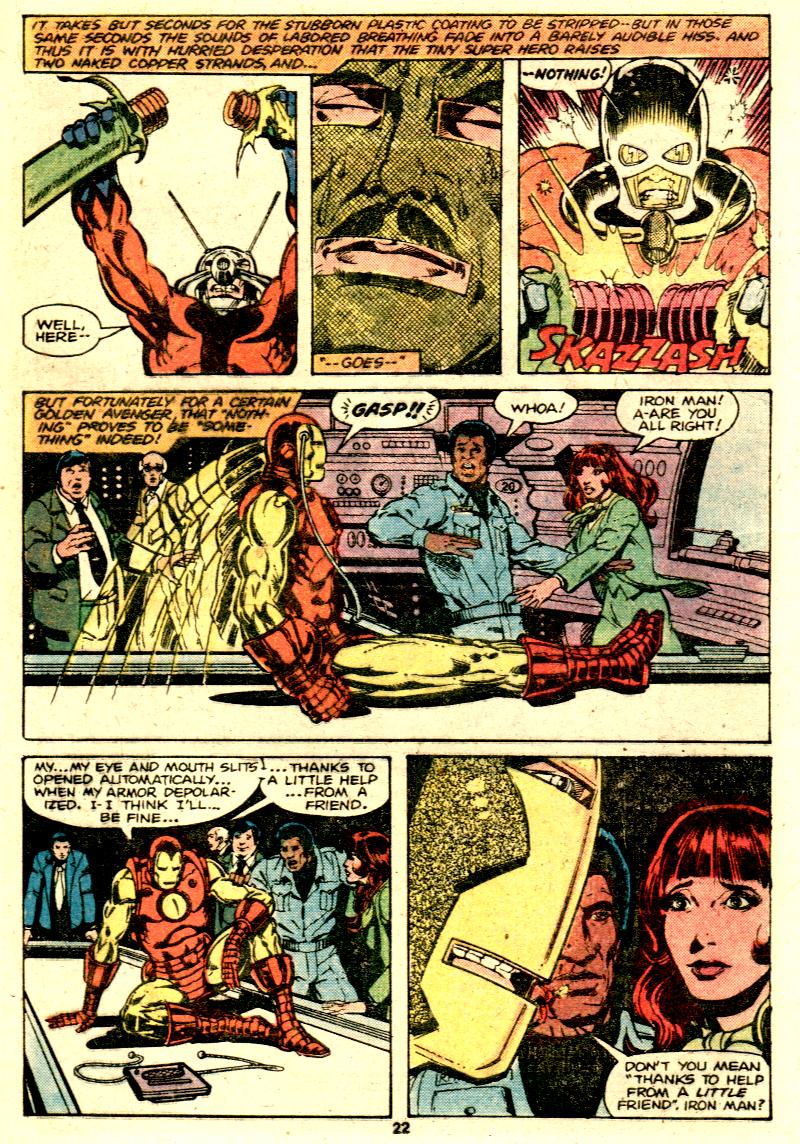 IT TAKES BUT SECONDS FOR THE STUBBORN PLASTIC COATING TO BE STRIPPED--BUT IN THOSE
SAME SECONDS THE SOUNDS OF LABORED BREATHING FADE INTO A BARELY AUDIBLE HISS. AND
THUS IT IS WITH HURRIED DESPERATION THAT THE TINY SUPER HERO RAISES
TWO NAKED COPPER STRANDS, AND...
WELL,
HERE--
"--GOES--"
--NOTHING!
SKAZZASH
BUT FORTUNATELY FOR A CERTAIN
GOLDEN AVENGER, THAT "NOTH-
ING" PROVES TO BE "SOME-
THING" INDEED!
GASP!!
WHOA!
IRON MAN!
A-ARE YOU
ALL RIGHT!
20
MY...MY EYE AND MOUTH SLITS
OPENED AUTOMATICALLY...
WHEN MY ARMOR DEPOLAR-
IZED. I-I THINK I'LL...
BE FINE...
...THANKS TO
A LITTLE HELP
...FROM A
FRIEND.
DON'T YOU MEAN
"THANKS TO HELP
FROM A LITTLE
FRIEND", IRON MAN?
22